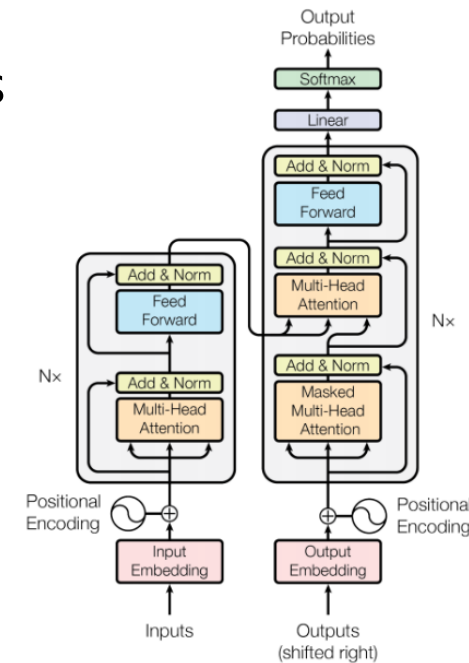 s
Output
Probabilities
Softmax
Linear
Add & Norm
Feed
Forward
Add & Norm
Multi-Head
Attention
Nx
Add & Norm
Masked
Multi-Head
Attention
Positional
Encoding
Output
Embedding
Outputs
(shifted right)
Add & Norm
Feed
Forward
Nx
Add & Norm
Multi-Head
Attention
Positional
Encoding
Input
Embedding
Inputs